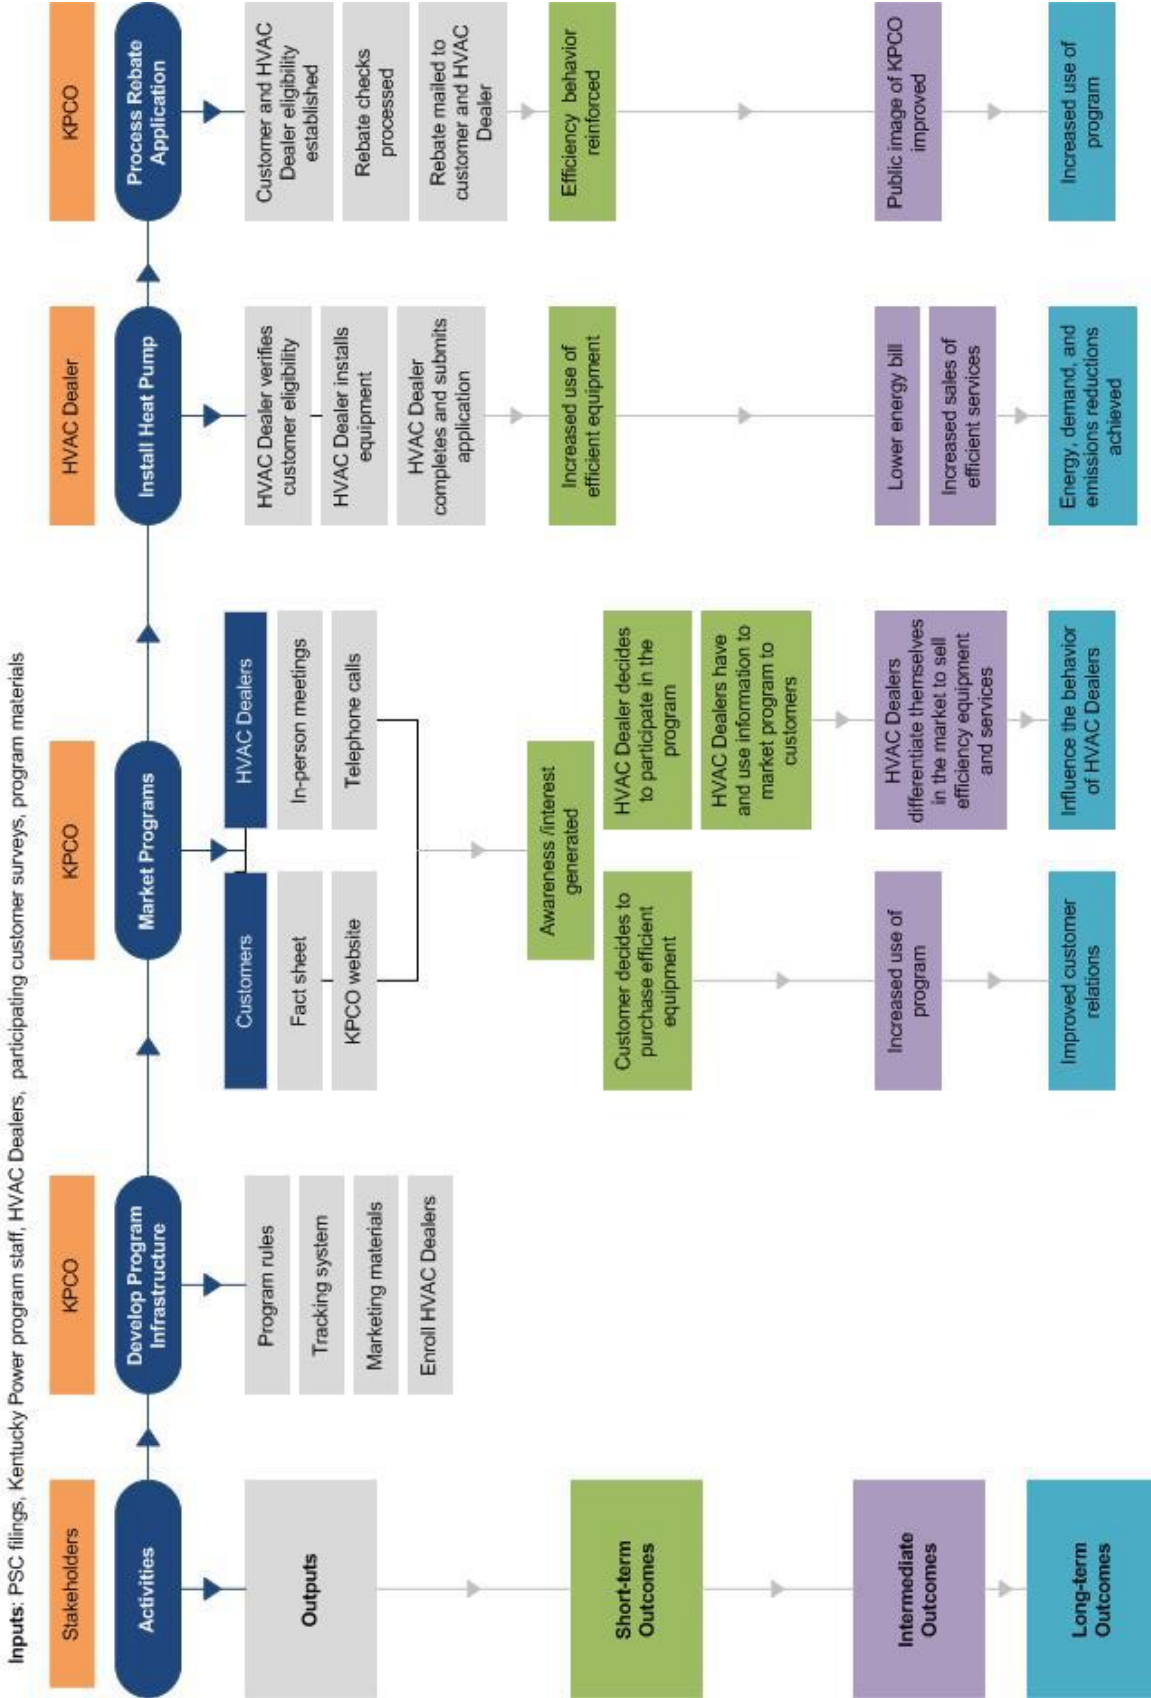 Inputs: PSC filings, Kentucky Power program staff, HVAC Dealers, participating customer surveys, program materials
Stakeholders
KPCO
KPCO
HVAC Dealer
KPCO
Activities
Develop Program
Infrastructure
Market Programs
Install Heat Pump
Process Rebate
Application
Outputs
Program rules
Tracking system
Marketing materials
Enroll HVAC Dealers
Customers
Fact sheet
KPCO website
HVAC Dealers
In-person meetings
Telephone calls
HVAC Dealer verifies
customer eligibility
HVAC Dealer installs
equipment
HVAC Dealer
completes and submits
application
Customer and HVAC
Dealer eligibility
established
Rebate checks
processed
Rebate mailed to
customer and HVAC
Dealer
Short-term
Outcomes
Awareness /interest
generated
Customer decides to
purchase efficient
equipment
HVAC Dealer decides
to participate in the
program
HVAC Dealers have
and use information to
market program to
customers
Increased use of
efficient equipment
Efficiency behavior
reinforced
Intermediate
Outcomes
Increased use of
program
HVAC Dealers
differentiate themselves
in the market to sell
efficiency equipment
and services
Lower energy bill
Increased sales of
efficient services
Public image of KPCO
improved
Long-term
Outcomes
Improved customer
relations
Influence the behavior
of HVAC Dealers
Energy, demand, and
emissions reductions
achieved
Increased use of
program